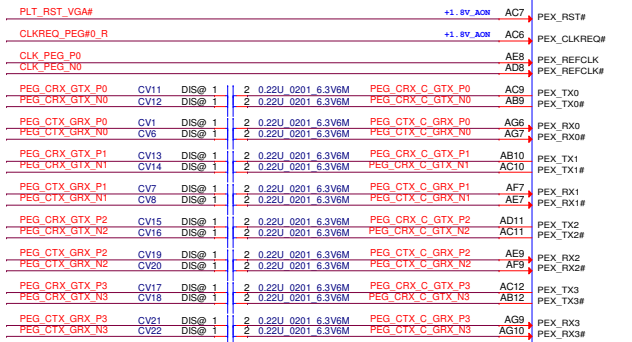 PLT_RST_VGA# +1.8V_AON AC7 PEX_RST#
CLKREQ_PEG#0_R +1.8V_AON AC6 PEX_CLKREQ#
CLK_PEG_P0 AE8 PEX_REFCLK
CLK_PEG_N0 AD8 PEX_REFCLK#
PEG_CRX_GTX_P0 CV11 DIS@ 1 2 0.22U_0201_6.3V6M PEG_CRX_C_GTX_P0 AC9 PEX_TX0
PEG_CRX_GTX_N0 CV12 DIS@ 1 2 0.22U_0201_6.3V6M PEG_CRX_C_GTX_N0 AB9 PEX_TX0#
PEG_CTX_GRX_P0 CV1 DIS@ 1 2 0.22U_0201_6.3V6M PEG_CTX_C_GRX_P0 AG6 PEX_RX0
PEG_CTX_GRX_N0 CV6 DIS@ 1 2 0.22U_0201_6.3V6M PEG_CTX_C_GRX_N0 AG7 PEX_RX0#
PEG_CRX_GTX_P1 CV13 DIS@ 1 2 0.22U_0201_6.3V6M PEG_CRX_C_GTX_P1 AB10 PEX_TX1
PEG_CRX_GTX_N1 CV14 DIS@ 1 2 0.22U_0201_6.3V6M PEG_CRX_C_GTX_N1 AC10 PEX_TX1#
PEG_CTX_GRX_P1 CV7 DIS@ 1 2 0.22U_0201_6.3V6M PEG_CTX_C_GRX_P1 AF7 PEX_RX1
PEG_CTX_GRX_N1 CV8 DIS@ 1 2 0.22U_0201_6.3V6M PEG_CTX_C_GRX_N1 AE7 PEX_RX1#
PEG_CRX_GTX_P2 CV15 DIS@ 1 2 0.22U_0201_6.3V6M PEG_CRX_C_GTX_P2 AD11 PEX_TX2
PEG_CRX_GTX_N2 CV16 DIS@ 1 2 0.22U_0201_6.3V6M PEG_CRX_C_GTX_N2 AC11 PEX_TX2#
PEG_CTX_GRX_P2 CV19 DIS@ 1 2 0.22U_0201_6.3V6M PEG_CTX_C_GRX_P2 AE9 PEX_RX2
PEG_CTX_GRX_N2 CV20 DIS@ 1 2 0.22U_0201_6.3V6M PEG_CTX_C_GRX_N2 AF9 PEX_RX2#
PEG_CRX_GTX_P3 CV17 DIS@ 1 2 0.22U_0201_6.3V6M PEG_CRX_C_GTX_P3 AC12 PEX_TX3
PEG_CRX_GTX_N3 CV18 DIS@ 1 2 0.22U_0201_6.3V6M PEG_CRX_C_GTX_N3 AB12 PEX_TX3#
PEG_CTX_GRX_P3 CV21 DIS@ 1 2 0.22U_0201_6.3V6M PEG_CTX_C_GRX_P3 AG9 PEX_RX3
PEG_CTX_GRX_N3 CV22 DIS@ 1 2 0.22U_0201_6.3V6M PEG_CTX_C_GRX_N3 AG10 PEX_RX3#